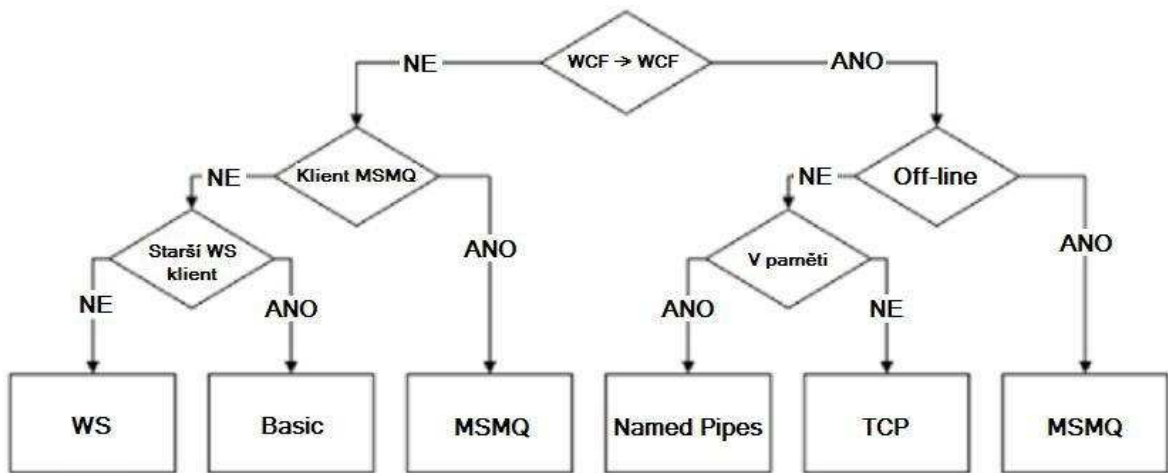 WCF → WCF
NE
ANO
Klient MSMQ
Off-line
NE
NE
Starší WS
klient
ANO
V paměti
ANO
NE
ANO
ANO
NE
WS
Basic
MSMQ
Named Pipes
TCP
MSMQ